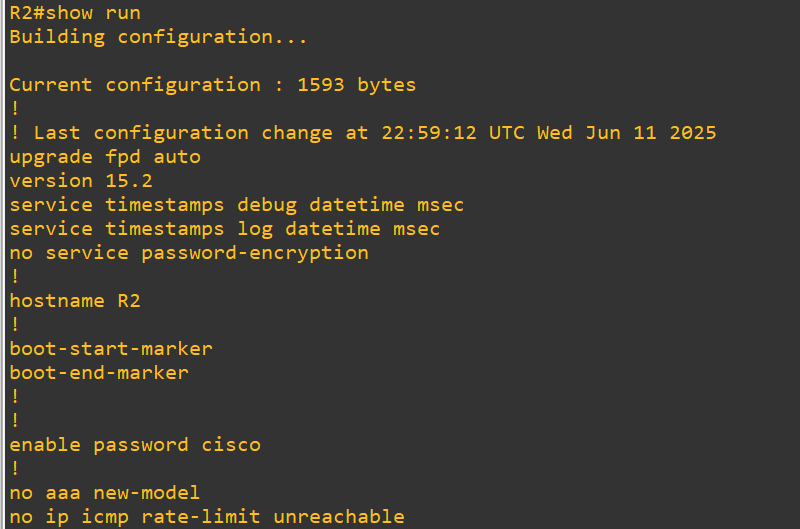 R2#show run
Building configuration...
Current configuration : 1593 bytes
!
! Last configuration change at 22:59:12 UTC Wed Jun 11 2025
upgrade fpd auto
version 15.2
service timestamps debug datetime msec
service timestamps log datetime msec
no service password-encryption
!
hostname R2
!
boot-start-marker
boot-end-marker
!
!
enable password cisco
!
no aaa new-model
no ip icmp rate-limit unreachable